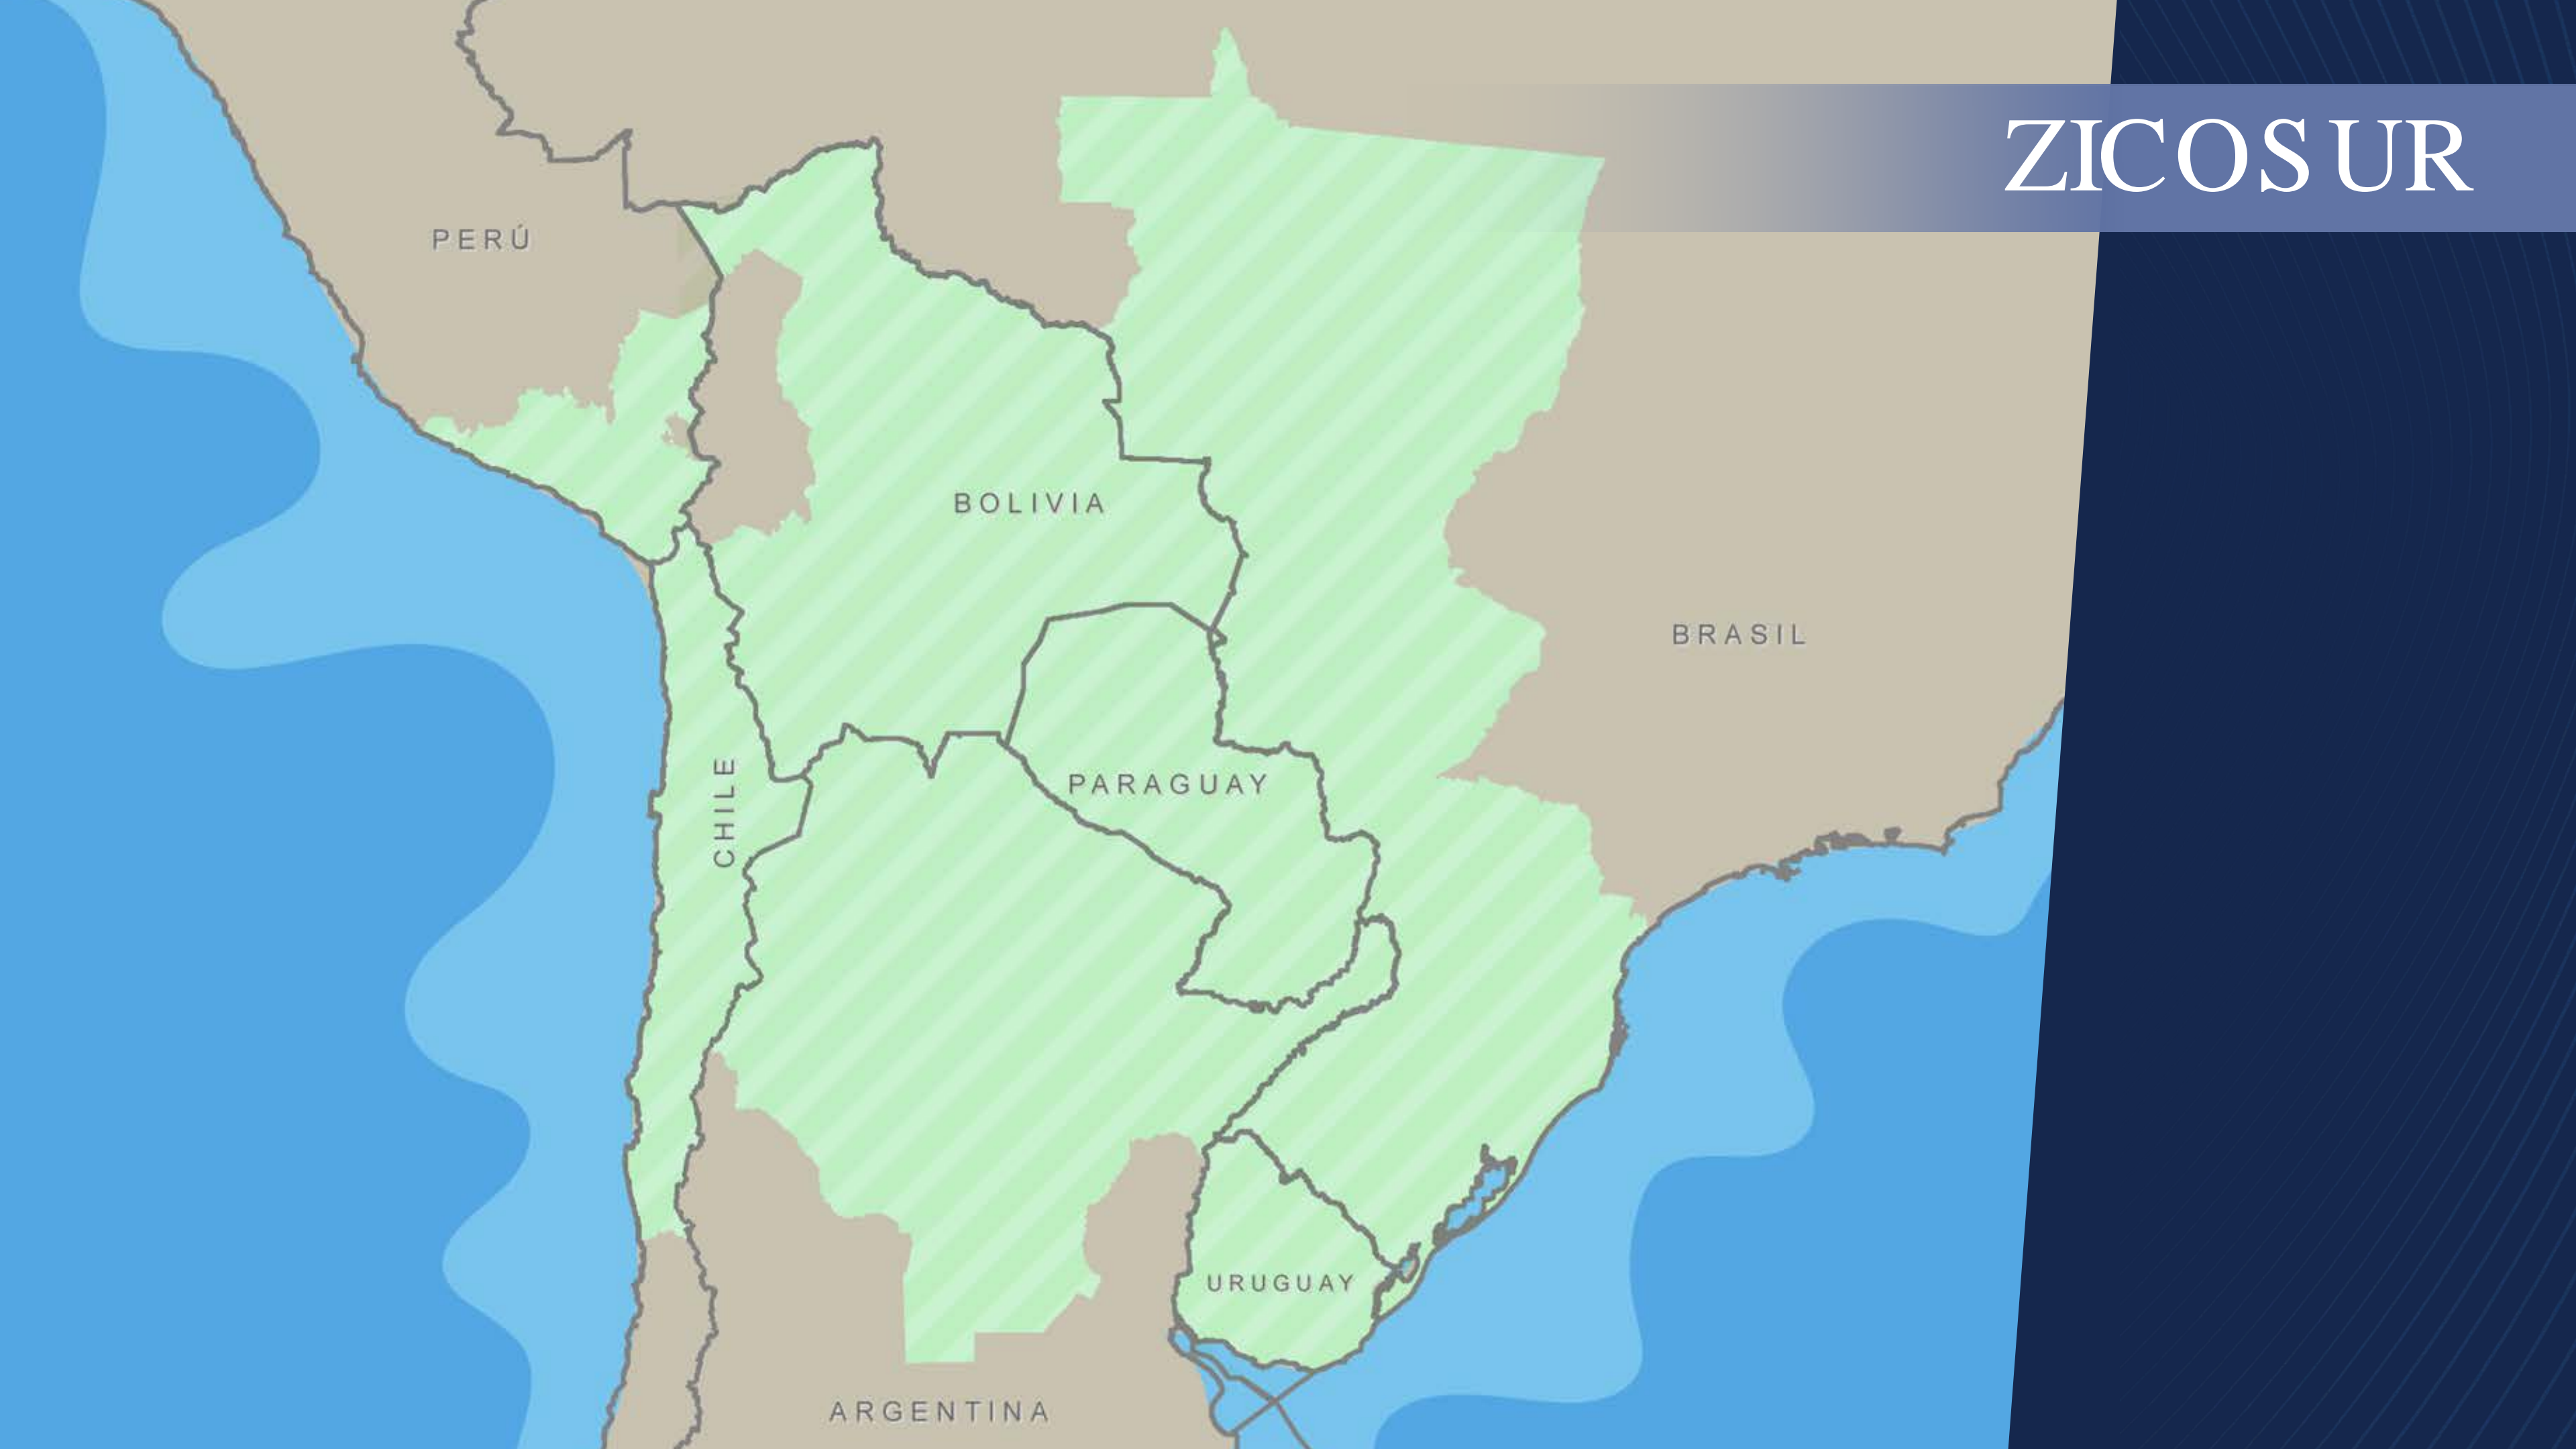 ZICOSUR
PERÚ
BOLIVIA
BRASIL
PARAGUAY
CHILE
URUGUAY
ARGENTINA